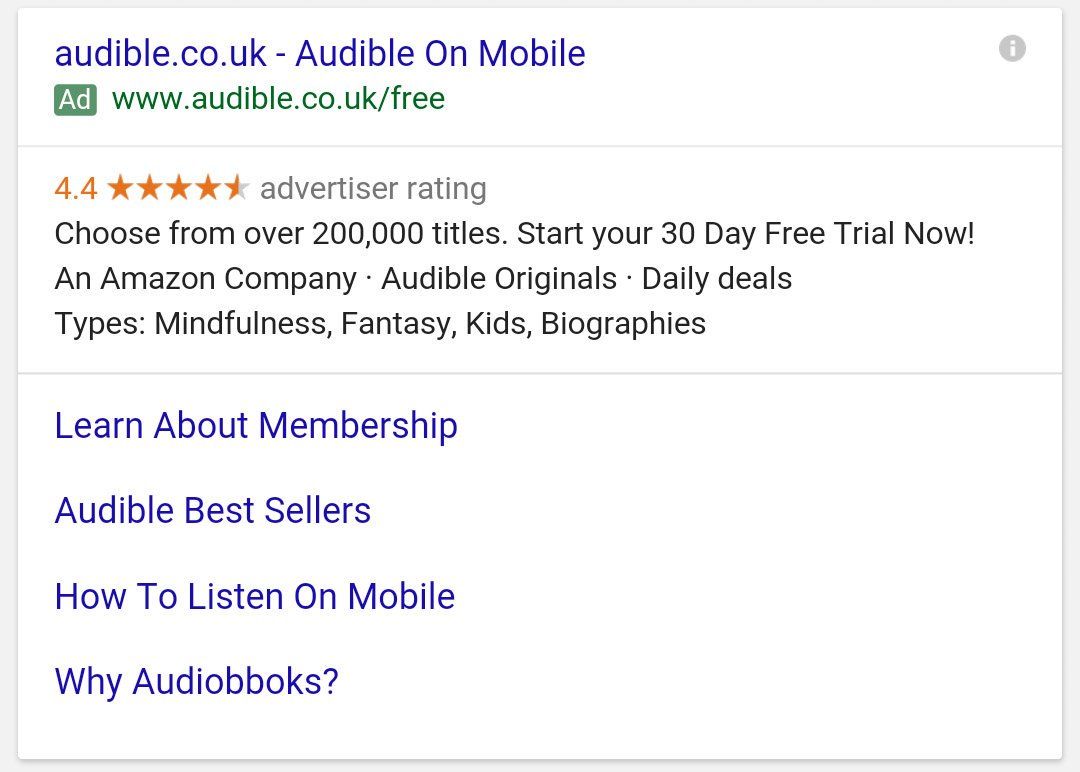 audible.co.uk - Audible On Mobile
Ad www.audible.co.uk/free
4.4 ★★★★★ advertiser rating
Choose from over 200,000 titles. Start your 30 Day Free Trial Now!
An Amazon Company · Audible Originals · Daily deals
Types: Mindfulness, Fantasy, Kids, Biographies
Learn About Membership
Audible Best Sellers
How To Listen On Mobile
Why Audiobboks?